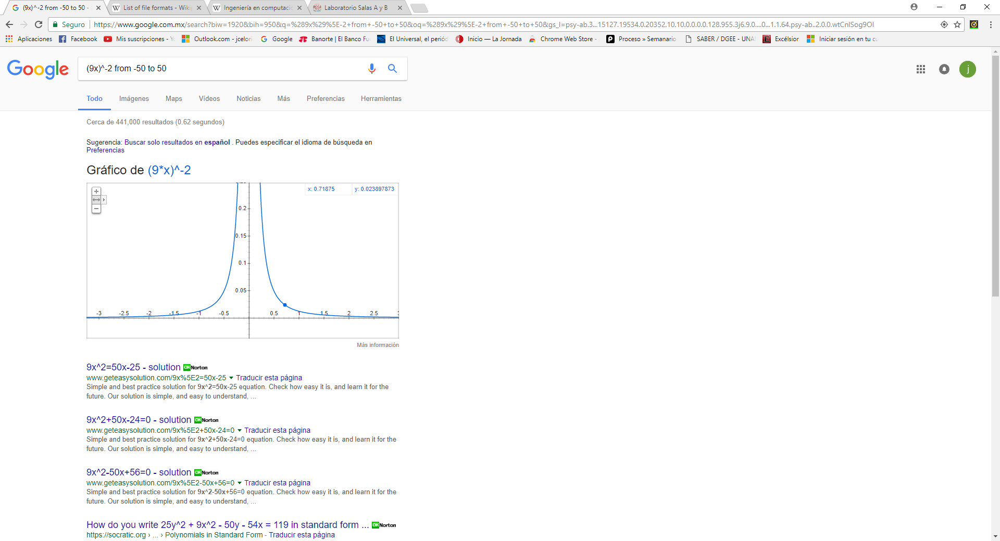 (9x)^-2 from -50 to 50 -
List of file formats - Wiki
Ingeniería en computaci
Laboratorio Salas A y B
Seguro
https://www.google.com.mx/search?biw=1920&bih=950&q=%289x%29%5E-2+from+-50+to+50&oq=%289x%29%5E-2+from+-50+to+50&gs_l=psy-ab.3...15127.19534.0.20352.10.10.0.0.0.0.128.955.3j6.9.0....0...1.1.64.psy-ab..2.0.0.wtCnlSog9OI
Aplicaciones
Facebook
Mis suscripciones - Y
Outlook.com - jcelori
Google
Banorte | El Banco Fu
El Universal, el periód
Inicio — La Jornada
Chrome Web Store -
Proceso » Semanario
SABER / DGEE - UNA
Excélsior
Iniciar sesión en tu cu
Google
(9x)^-2 from -50 to 50
j
Todo
Imágenes
Maps
Vídeos
Noticias
Más
Preferencias
Herramientas
Cerca de 441,000 resultados (0.62 segundos)
Sugerencia: Buscar solo resultados en español . Puedes especificar el idioma de búsqueda en
Preferencias
Gráfico de (9*x)^-2
x: 0.71875
y: 0.023897873
0.2
0.15
0.1
0.05
-3 -2.5 -2 -1.5 -1 -0.5 0.5 1 1.5 2 2.5
Más información
9x^2=50x-25 - solution OK Norton
www.geteasysolution.com/9x%5E2=50x-25 Traducir esta página
Simple and best practice solution for 9x^2=50x-25 equation. Check how easy it is, and learn it for the
future. Our solution is simple, and easy to understand, ...
9x^2+50x-24=0 - solution OK Norton
www.geteasysolution.com/9x%5E2+50x-24=0 Traducir esta página
Simple and best practice solution for 9x^2+50x-24=0 equation. Check how easy it is, and learn it for the
future. Our solution is simple, and easy to understand, ...
9x^2-50x+56=0 - solution OK Norton
www.geteasysolution.com/9x%5E2-50x+56=0 Traducir esta página
Simple and best practice solution for 9x^2-50x+56=0 equation. Check how easy it is, and learn it for the
future. Our solution is simple, and easy to understand, ...
How do you write 25y^2 + 9x^2 - 50y - 54x = 119 in standard form ... OK Norton
https://socratic.org › ... › Polynomials in Standard Form - Traducir esta página